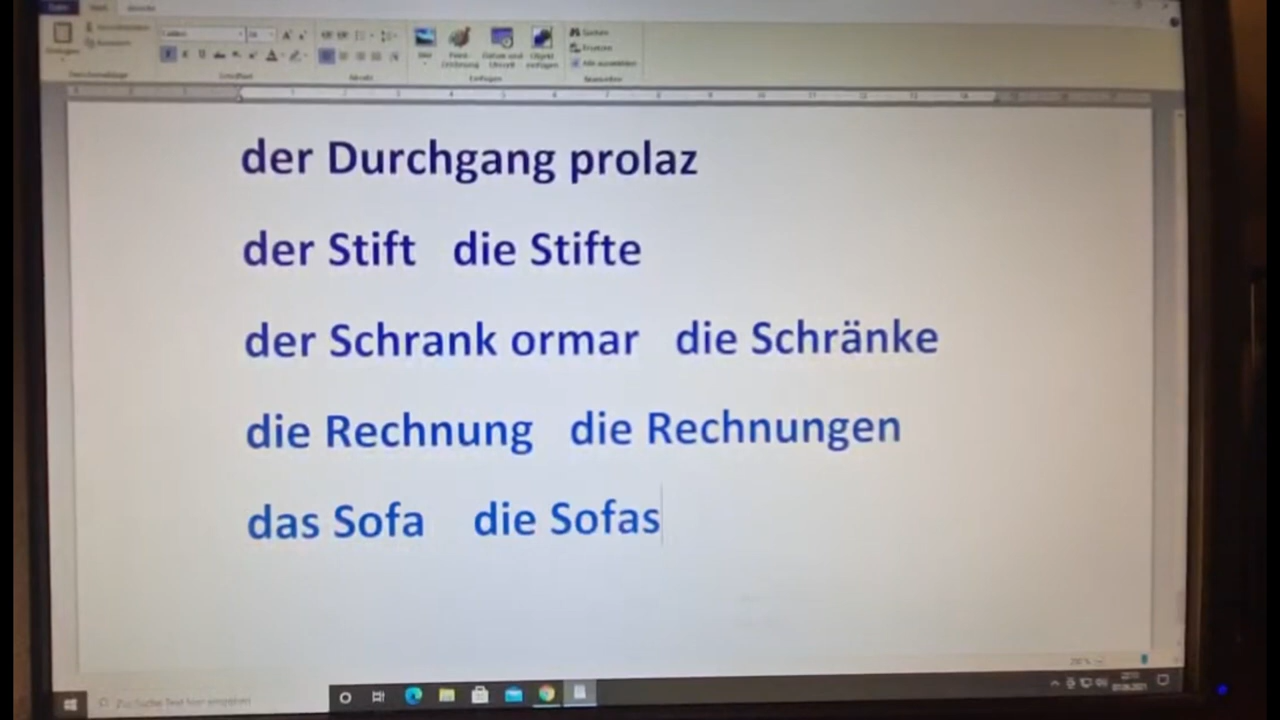 der Durchgang prolaz
der Stift die Stifte
der Schrank ormar die Schränke
die Rechnung die Rechnungen
das Sofa die Sofas